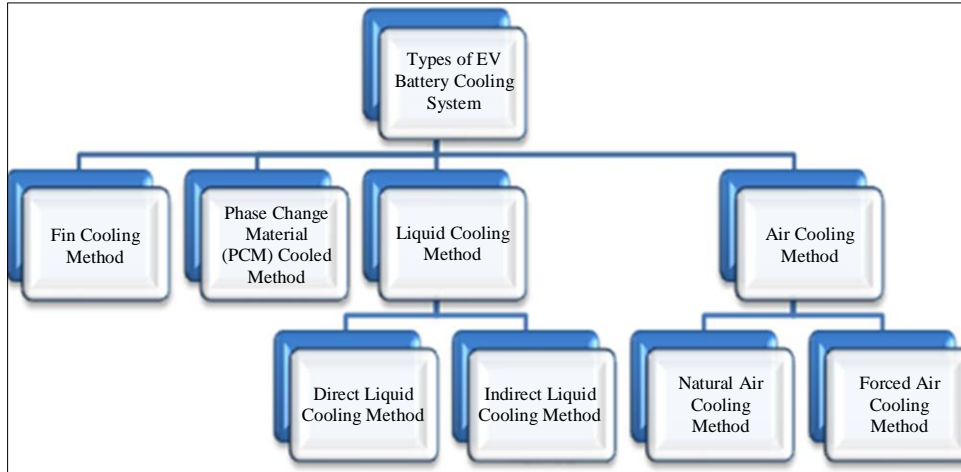 Types of EV
Battery Cooling
System
Fin Cooling
Method
Phase Change
Material
(PCM) Cooled
Method
Liquid Cooling
Method
Air Cooling
Method
Direct Liquid
Cooling Method
Indirect Liquid
Cooling Method
Natural Air
Cooling
Method
Forced Air
Cooling
Method